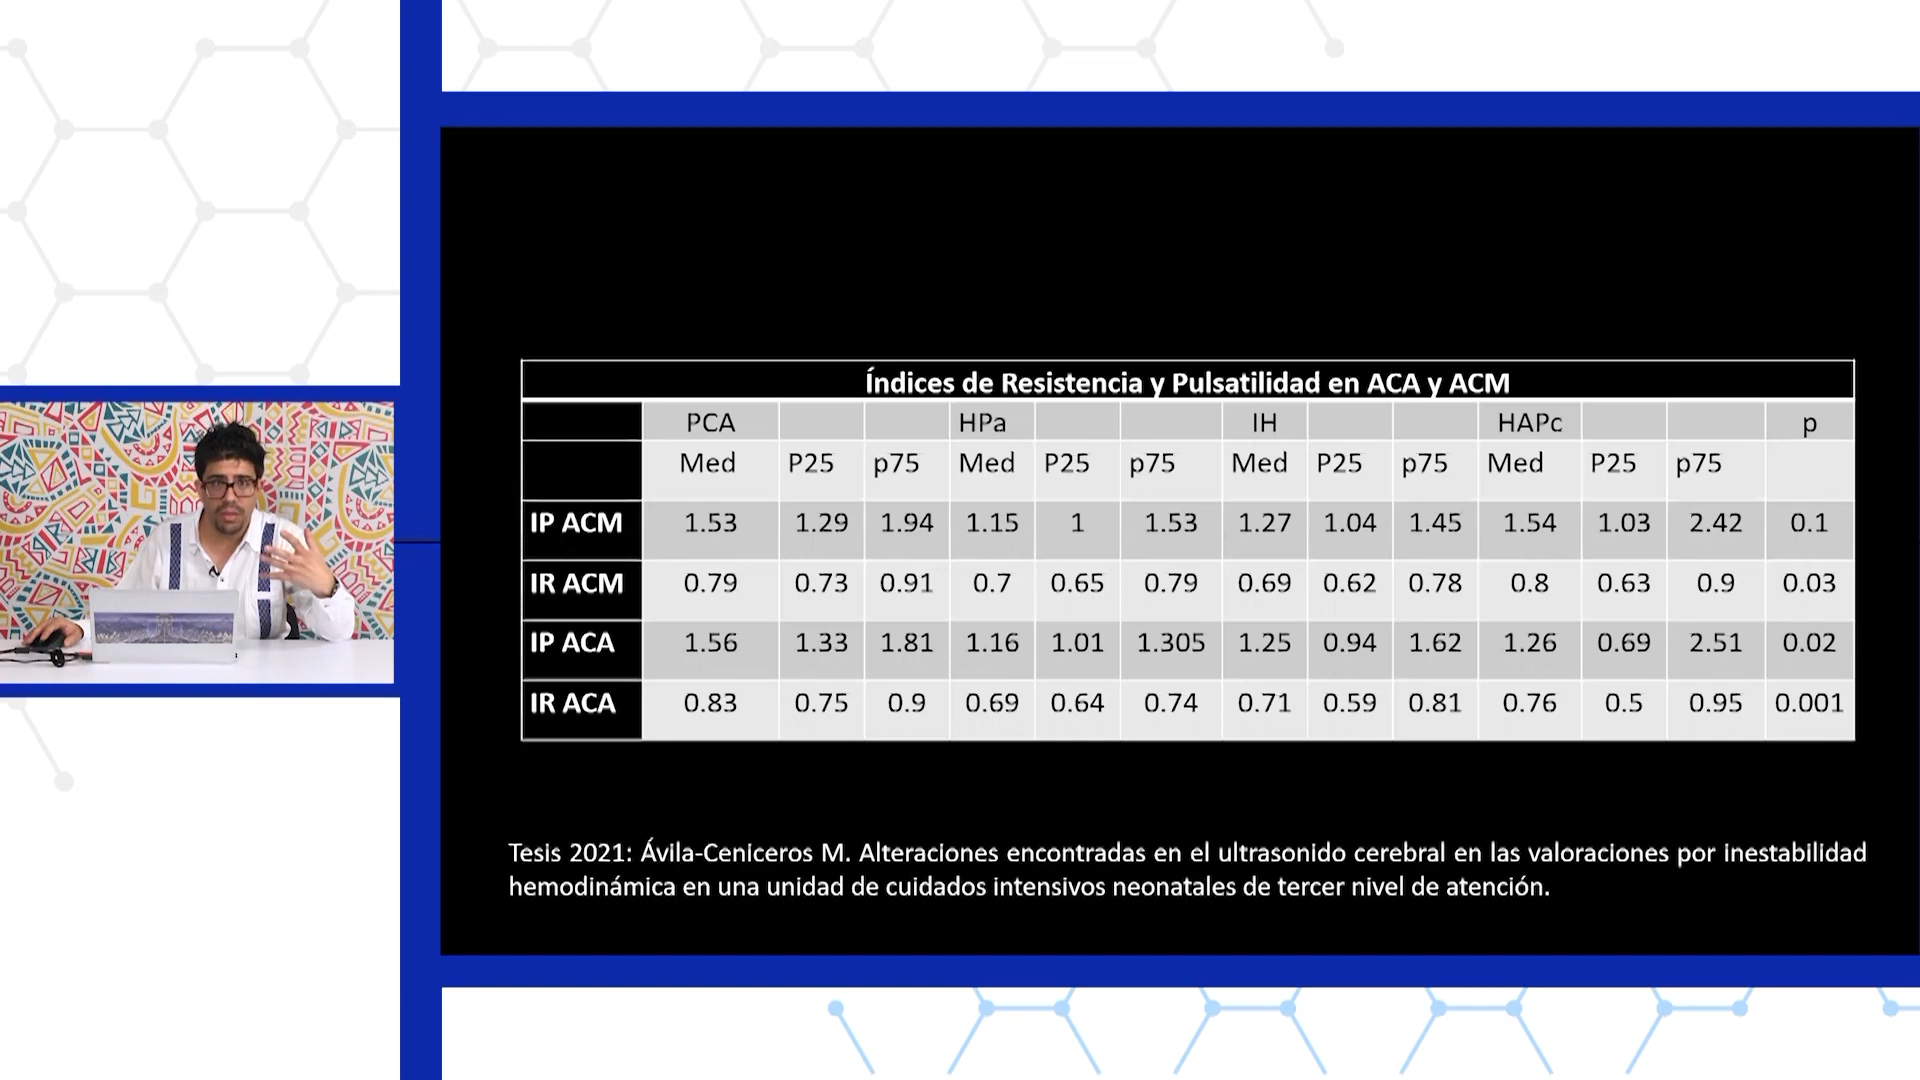 Índices de Resistencia y Pulsatilidad en ACA y ACM
PCA HPa IH HAPc p
Med P25 p75 Med P25 p75 Med P25 p75 Med P25 p75
IP ACM 1.53 1.29 1.94 1.15 1 1.53 1.27 1.04 1.45 1.54 1.03 2.42 0.1
IR ACM 0.79 0.73 0.91 0.7 0.65 0.79 0.69 0.62 0.78 0.8 0.63 0.9 0.03
IP ACA 1.56 1.33 1.81 1.16 1.01 1.305 1.25 0.94 1.62 1.26 0.69 2.51 0.02
IR ACA 0.83 0.75 0.9 0.69 0.64 0.74 0.71 0.59 0.81 0.76 0.5 0.95 0.001
Tesis 2021: Ávila-Ceniceros M. Alteraciones encontradas en el ultrasonido cerebral en las valoraciones por inestabilidad
hemodinámica en una unidad de cuidados intensivos neonatales de tercer nivel de atención.